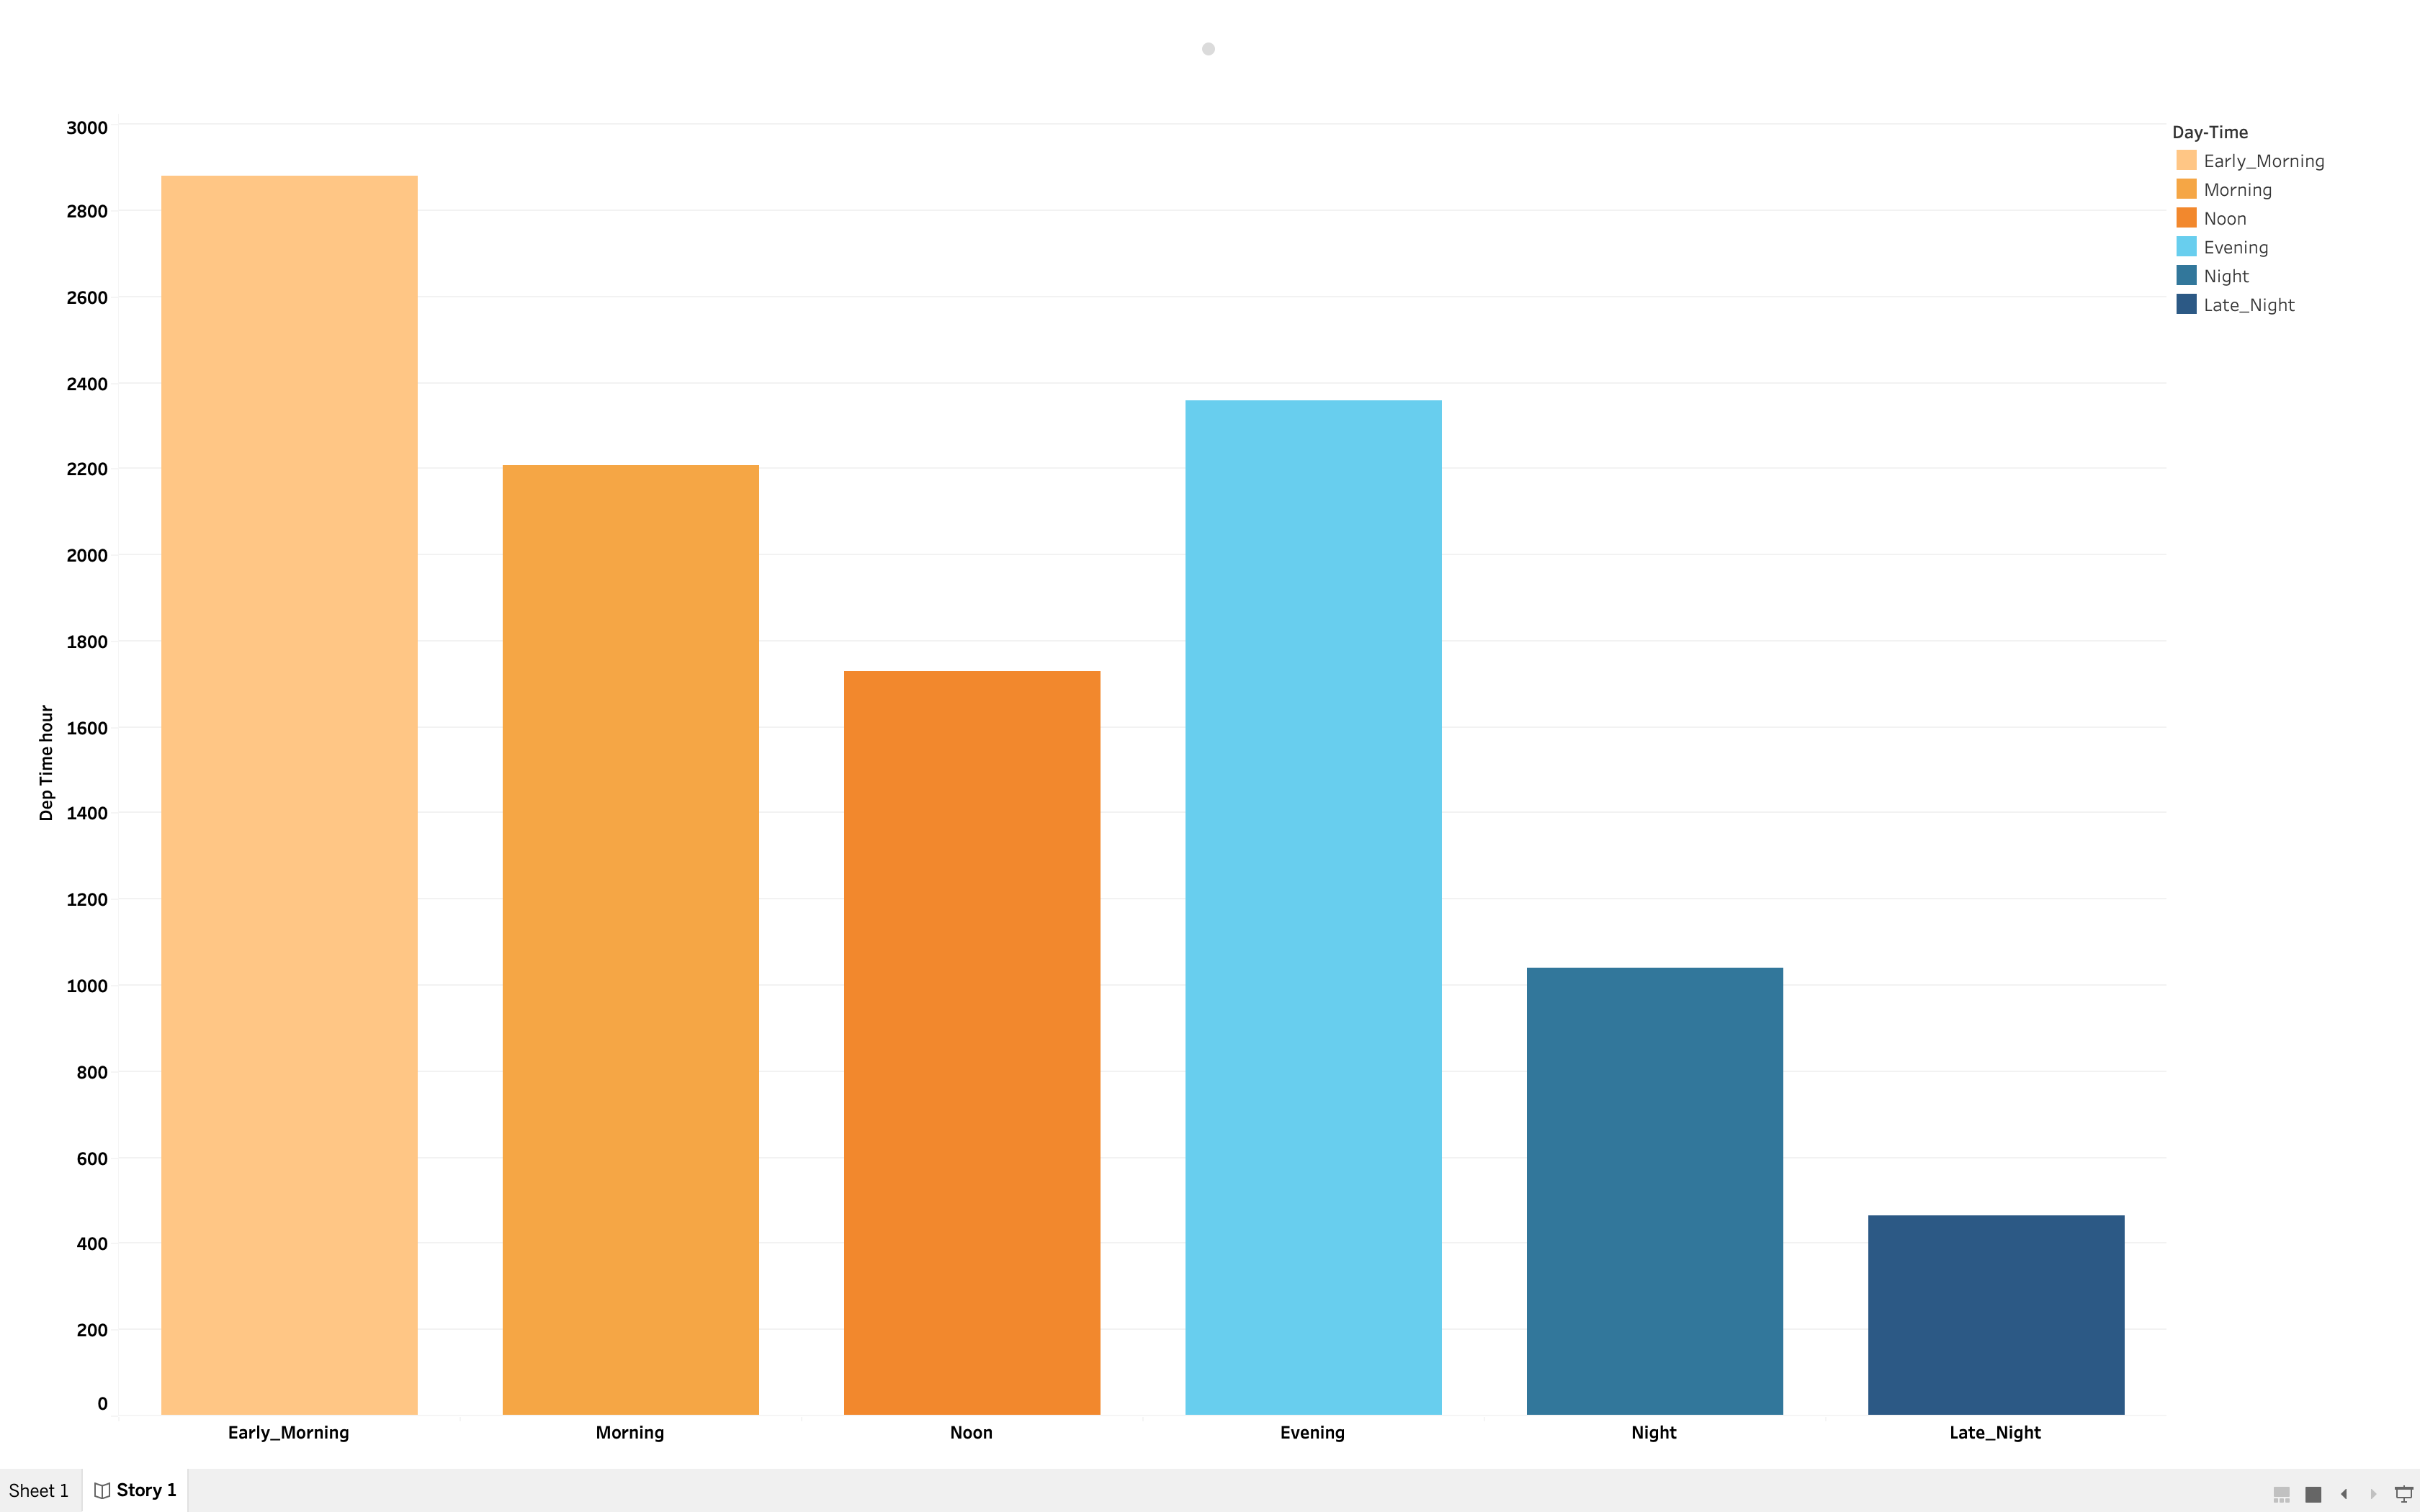 3000
2800
2600
2400
2200
2000
1800
1600
1400
1200
1000
800
600
400
200
0
Dep Time hour
Early_Morning Morning Noon Evening Night Late_Night
Day-Time
Early_Morning
Morning
Noon
Evening
Night
Late_Night
Sheet 1 Story 1